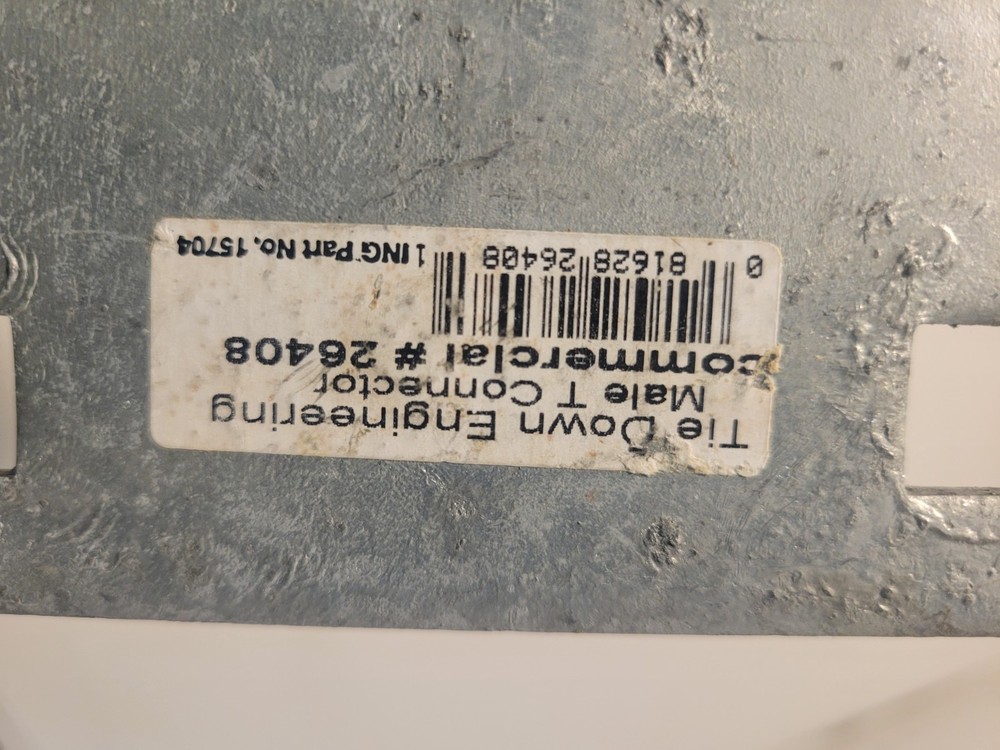 Tie Down Engineering
Male T Connector
commercial # 26408
0 81628 26408 1
ING Part No. 15704